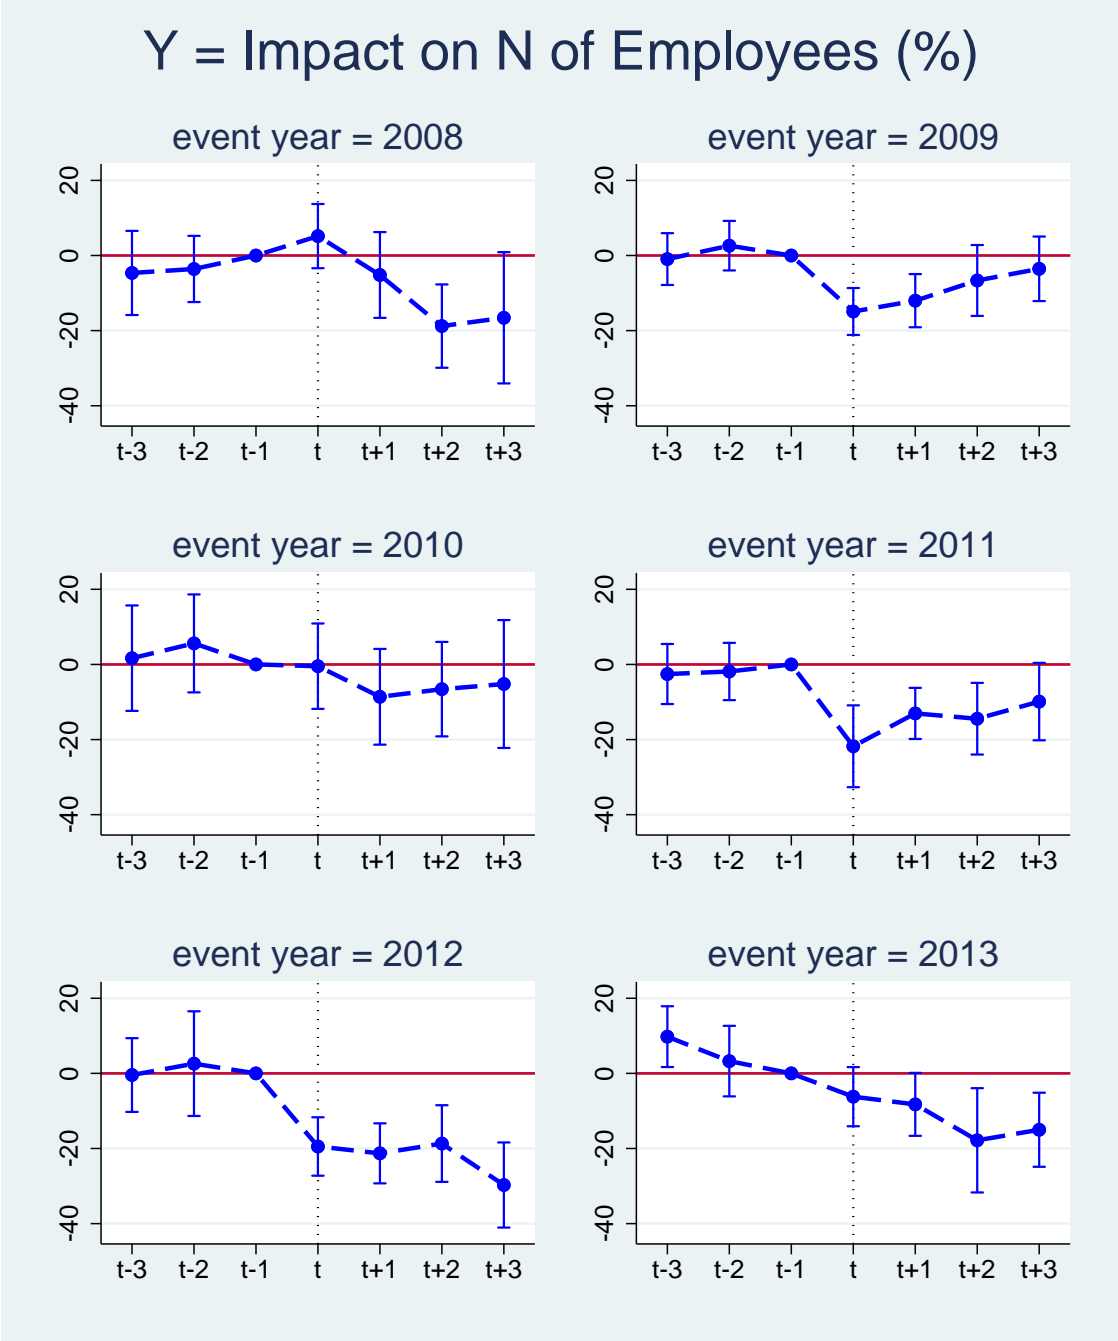 Y = Impact on N of Employees (%)
event year = 2008
20
0
-20
-40
t-3 t-2 t-1 t t+1 t+2 t+3
event year = 2009
20
0
-20
-40
t-3 t-2 t-1 t t+1 t+2 t+3
event year = 2010
20
0
-20
-40
t-3 t-2 t-1 t t+1 t+2 t+3
event year = 2011
20
0
-20
-40
t-3 t-2 t-1 t t+1 t+2 t+3
event year = 2012
20
0
-20
-40
t-3 t-2 t-1 t t+1 t+2 t+3
event year = 2013
20
0
-20
-40
t-3 t-2 t-1 t t+1 t+2 t+3